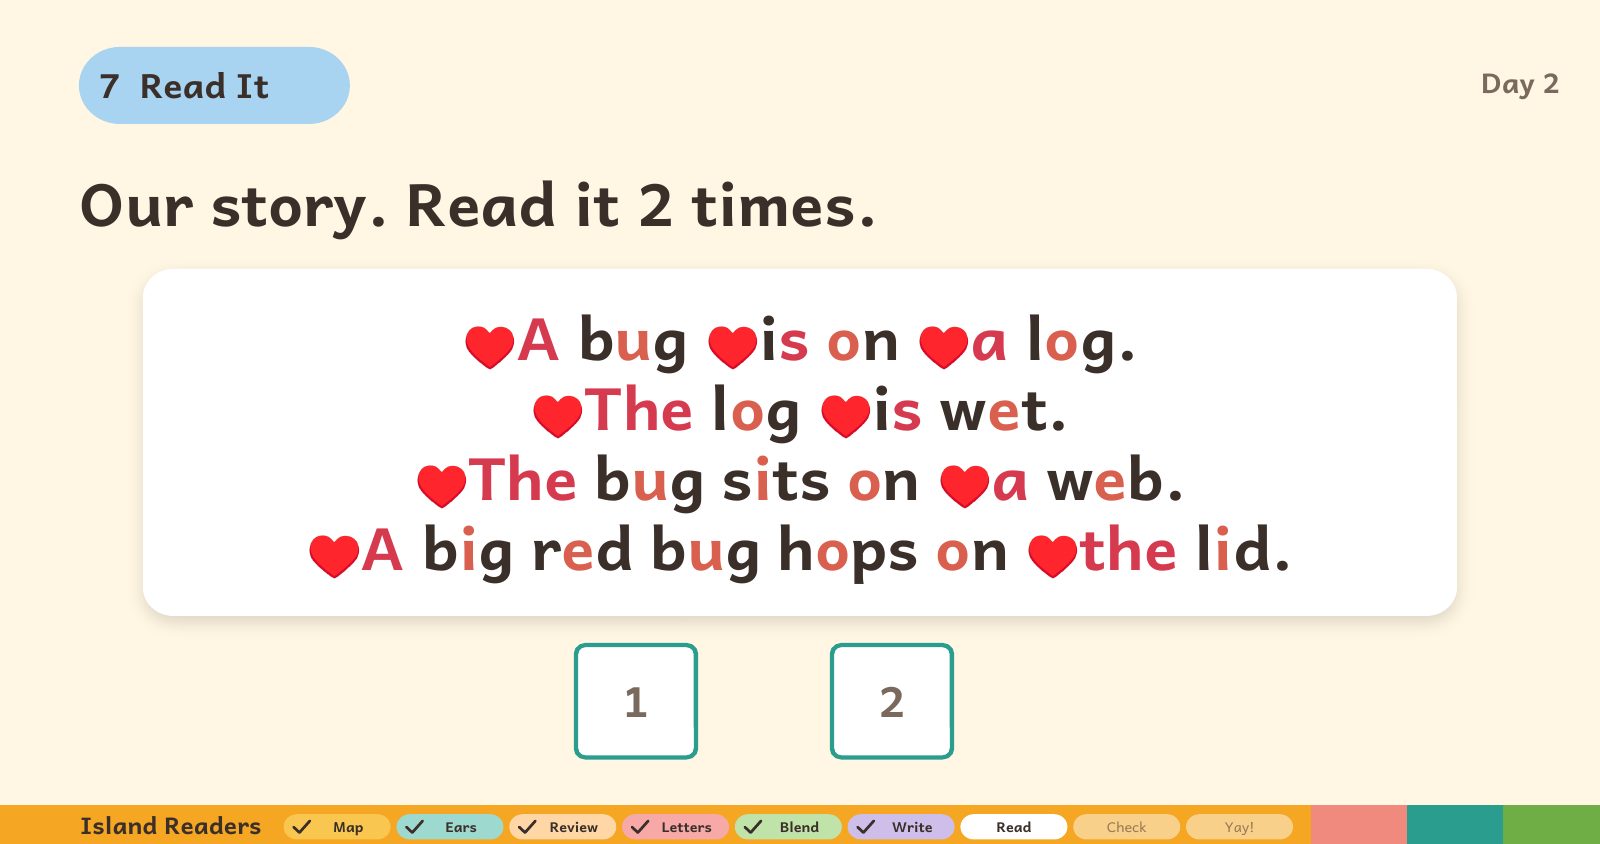 7 Read It
Day 2
Our story. Read it 2 times.
A bug is on a log.
The log is wet.
The bug sits on a web.
A big red bug hops on the lid.
1 2
Island Readers Map Ears Review Letters Blend Write Read Check Yay!